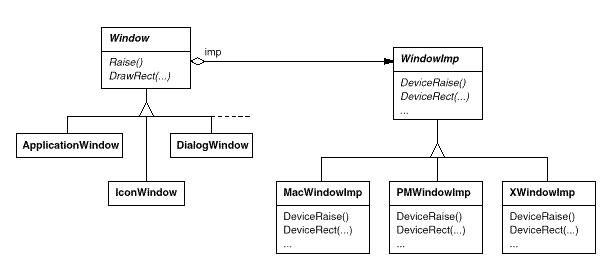 Window
Raise()
DrawRect(...)
imp
WindowImp
DeviceRaise()
DeviceRect(...)
...
ApplicationWindow
DialogWindow
IconWindow
MacWindowImp
DeviceRaise()
DeviceRect(...)
...
PMWindowImp
DeviceRaise()
DeviceRect(...)
...
XWindowImp
DeviceRaise()
DeviceRect(...)
...